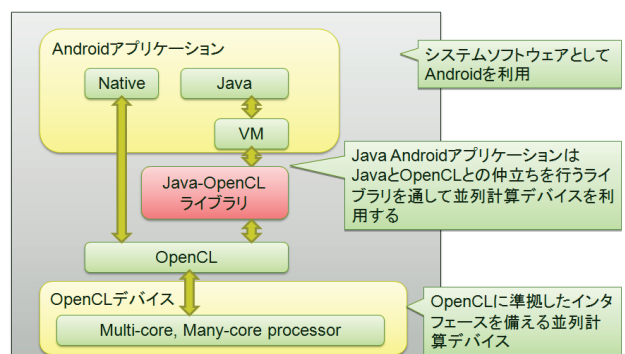 Androidアプリケーション
Native
Java
VM
Java-OpenCL
ライブラリ
OpenCL
OpenCLデバイス
Multi-core, Many-core processor
システムソフトウェアとして
Androidを利用
Java Androidアプリケーションは
JavaとOpenCLとの仲立ちを行うライ
ブラリを通して並列計算デバイスを利
用する
OpenCLに準拠したインタ
フェースを備える並列計
算デバイス